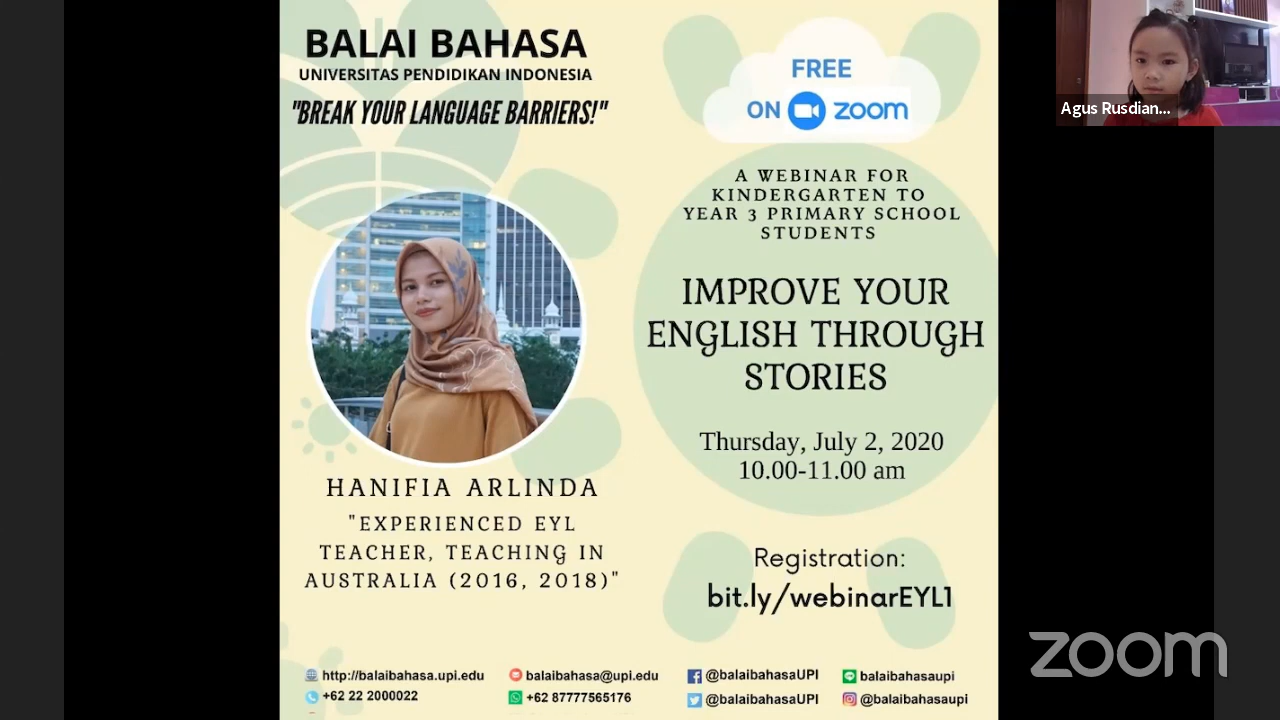 BALAI BAHASA
UNIVERSITAS PENDIDIKAN INDONESIA
"BREAK YOUR LANGUAGE BARRIERS!"
HANIFIA ARLINDA
"EXPERIENCED EYL
TEACHER, TEACHING IN
AUSTRALIA (2016, 2018)"
FREE
ON zoom
A WEBINAR FOR
KINDERGARTEN TO
YEAR 3 PRIMARY SCHOOL
STUDENTS
IMPROVE YOUR
ENGLISH THROUGH
STORIES
Thursday, July 2, 2020
10.00-11.00 am
Registration:
bit.ly/webinarEYL1
http://balaibahasa.upi.edu balaibahasa@upi.edu @balaibahasaUPI balaibahasaupi
+62 22 2000022 +62 87777565176 @balaibahasaUPI @balaibahasaupi
Agus Rusdian...
zoom